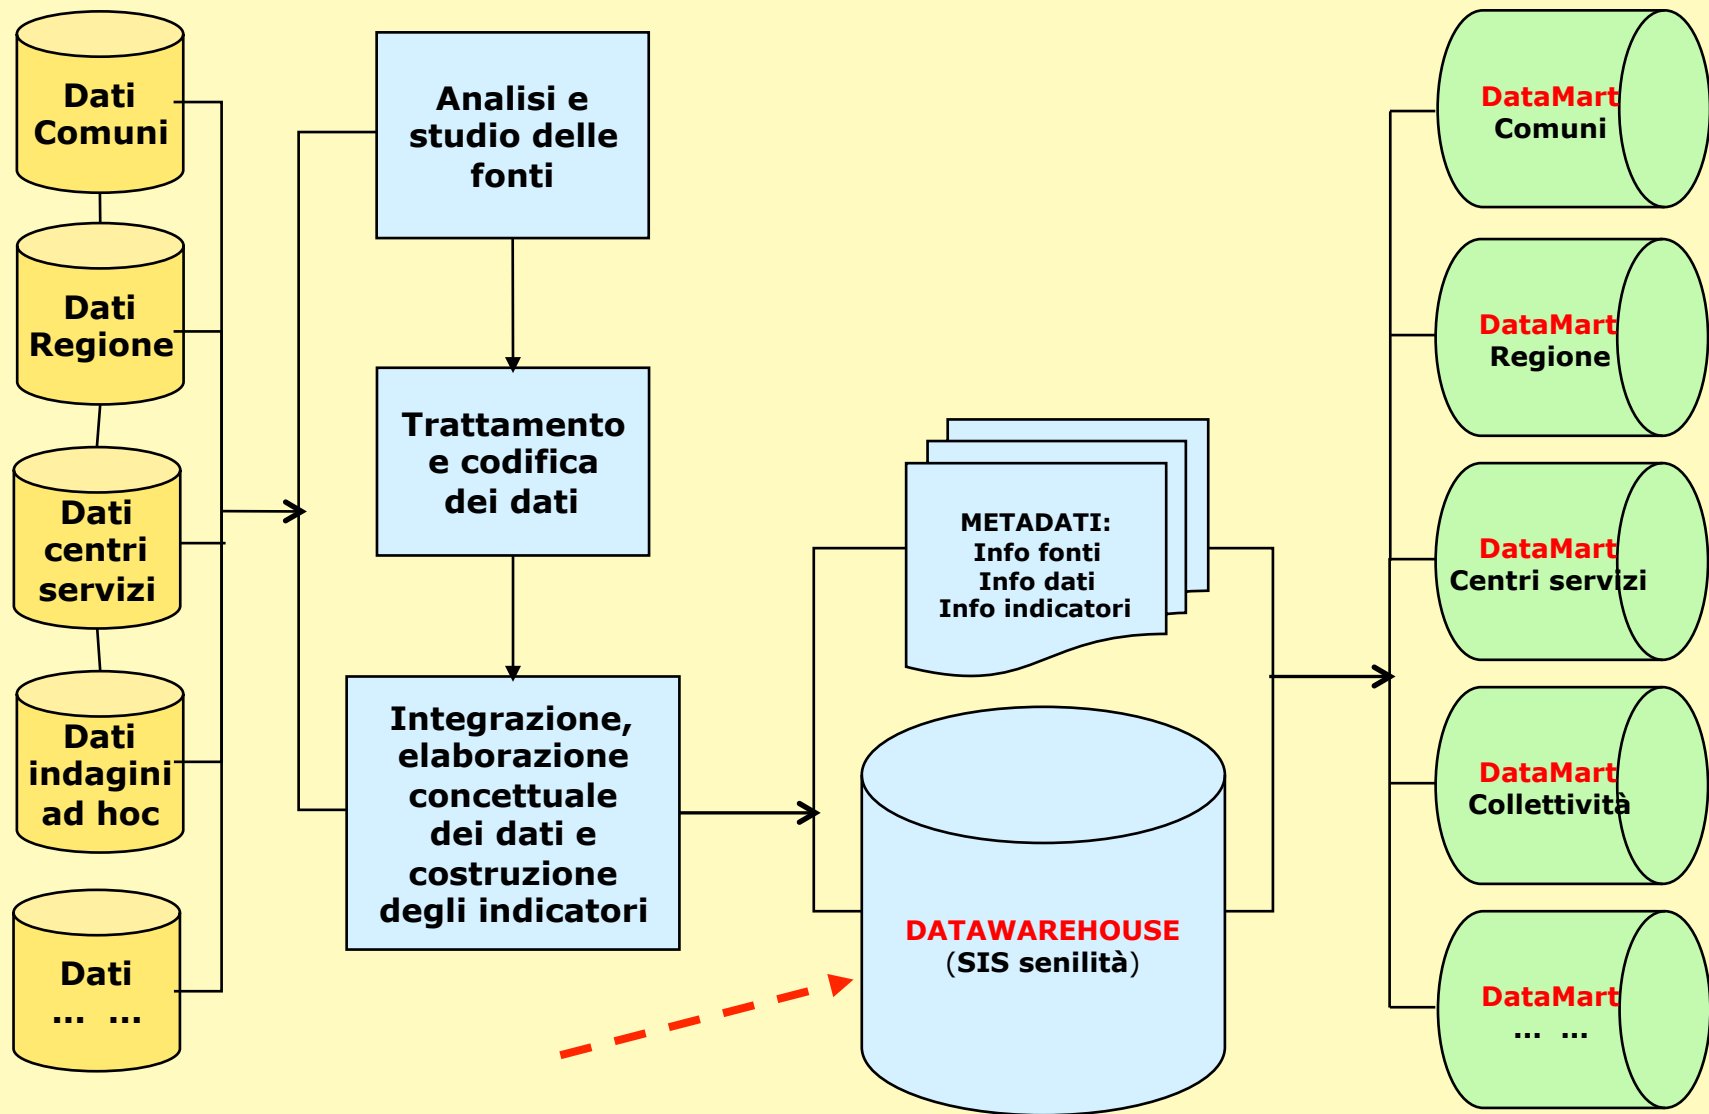 Dati
Comuni
Dati
Regione
Dati
centri
servizi
Dati
indagini
ad hoc
Dati
... ...
Analisi e
studio delle
fonti
Trattamento
e codifica
dei dati
Integrazione,
elaborazione
concettuale
dei dati e
costruzione
degli indicatori
METADATI:
Info fonti
Info dati
Info indicatori
DATAWAREHOUSE
(SIS senilità)
DataMart
Comuni
DataMart
Regione
DataMart
Centri servizi
DataMart
Collettività
DataMart
... ...